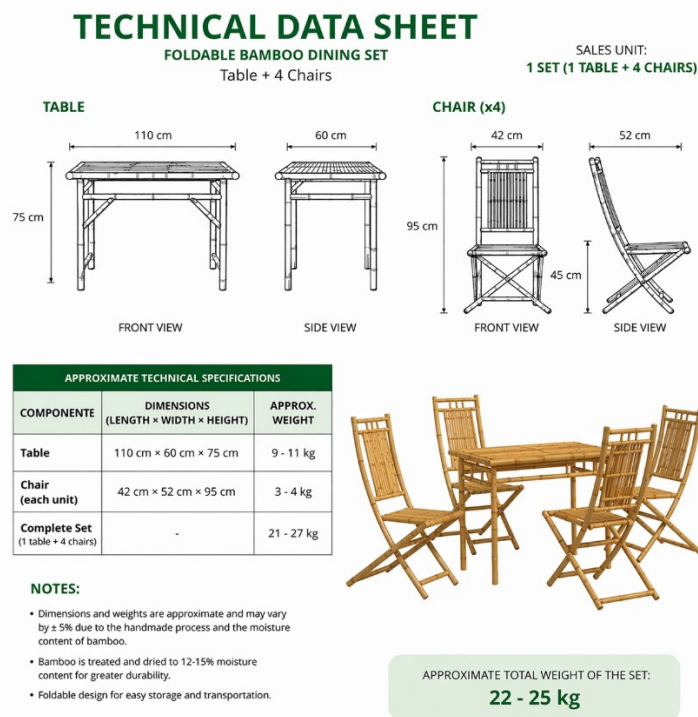 TECHNICAL DATA SHEET
FOLDABLE BAMBOO DINING SET
Table + 4 Chairs
SALES UNIT:
1 SET (1 TABLE + 4 CHAIRS)
TABLE
110 cm
60 cm
75 cm
FRONT VIEW
SIDE VIEW
CHAIR (x4)
42 cm
52 cm
95 cm
45 cm
FRONT VIEW
SIDE VIEW
APPROXIMATE TECHNICAL SPECIFICATIONS
COMPONENTE
DIMENSIONS
(LENGTH × WIDTH × HEIGHT)
APPROX.
WEIGHT
Table
110 cm × 60 cm × 75 cm
9 - 11 kg
Chair
(each unit)
42 cm × 52 cm × 95 cm
3 - 4 kg
Complete Set
(1 table + 4 chairs)
-
21 - 27 kg
NOTES:
• Dimensions and weights are approximate and may vary
by ± 5% due to the handmade process and the moisture
content of bamboo.
• Bamboo is treated and dried to 12-15% moisture
content for greater durability.
• Foldable design for easy storage and transportation.
APPROXIMATE TOTAL WEIGHT OF THE SET:
22 - 25 kg